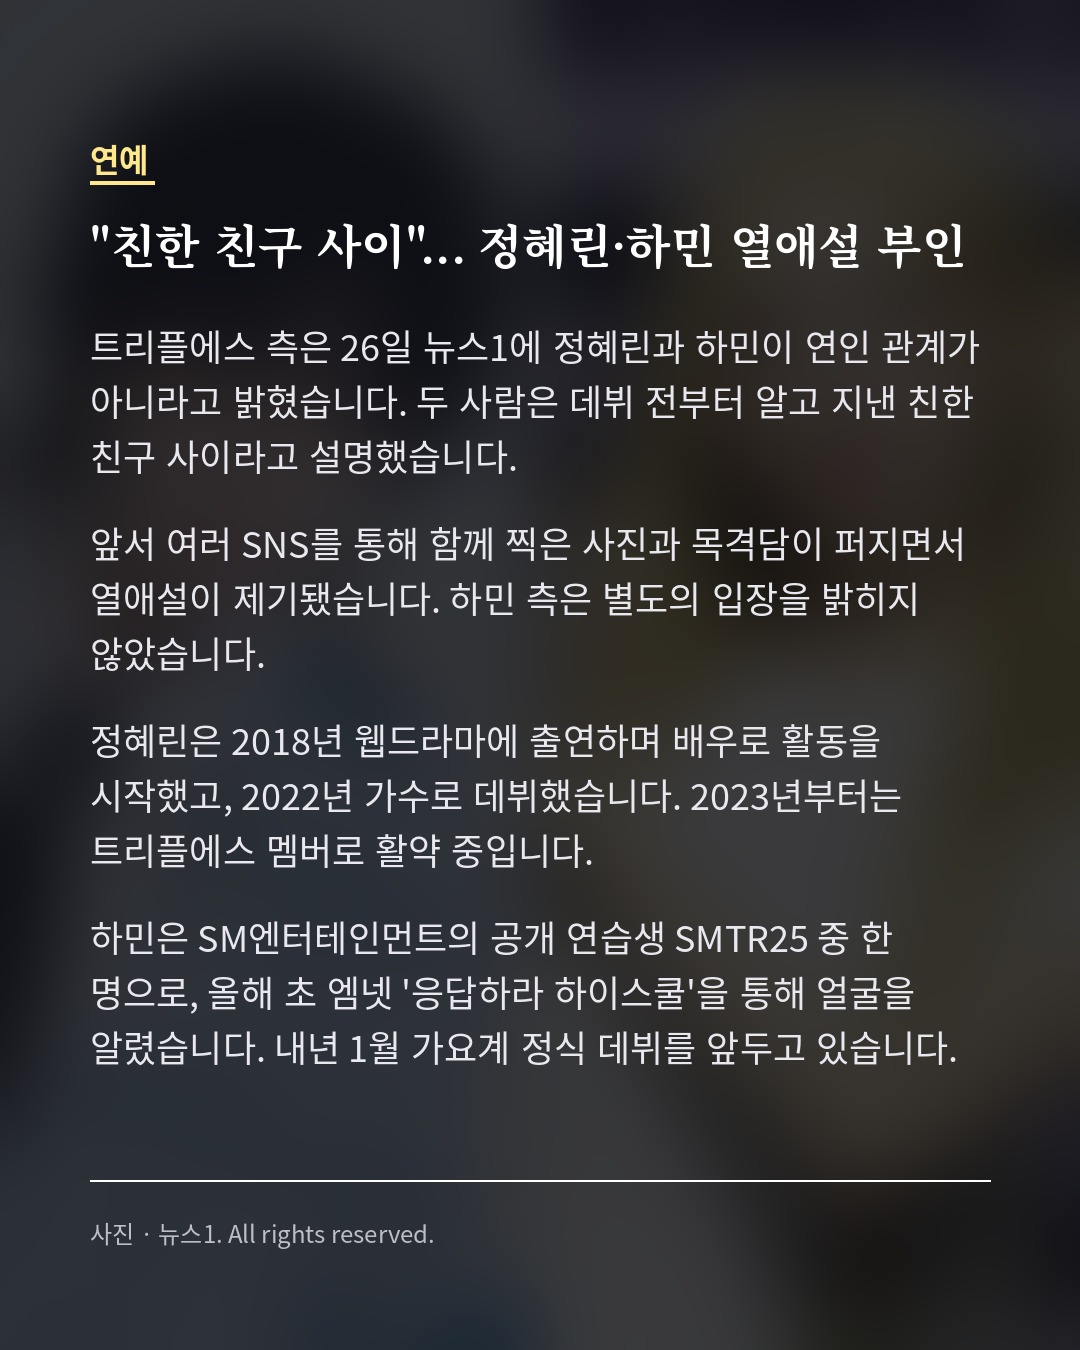 연예
"친한 친구 사이"... 정혜린·하민 열애설 부인
트리플에스 측은 26일 뉴스1에 정혜린과 하민이 연인 관계가
아니라고 밝혔습니다. 두 사람은 데뷔 전부터 알고 지낸 친한
친구 사이라고 설명했습니다.
앞서 여러 SNS를 통해 함께 찍은 사진과 목격담이 퍼지면서
열애설이 제기됐습니다. 하민 측은 별도의 입장을 밝히지
않았습니다.
정혜린은 2018년 웹드라마에 출연하며 배우로 활동을
시작했고, 2022년 가수로 데뷔했습니다. 2023년부터는
트리플에스 멤버로 활약 중입니다.
하민은 SM엔터테인먼트의 공개 연습생 SMTR25 중 한
명으로, 올해 초 엠넷 '응답하라 하이스쿨'을 통해 얼굴을
알렸습니다. 내년 1월 가요계 정식 데뷔를 앞두고 있습니다.
사진 · 뉴스1. All rights reserved.